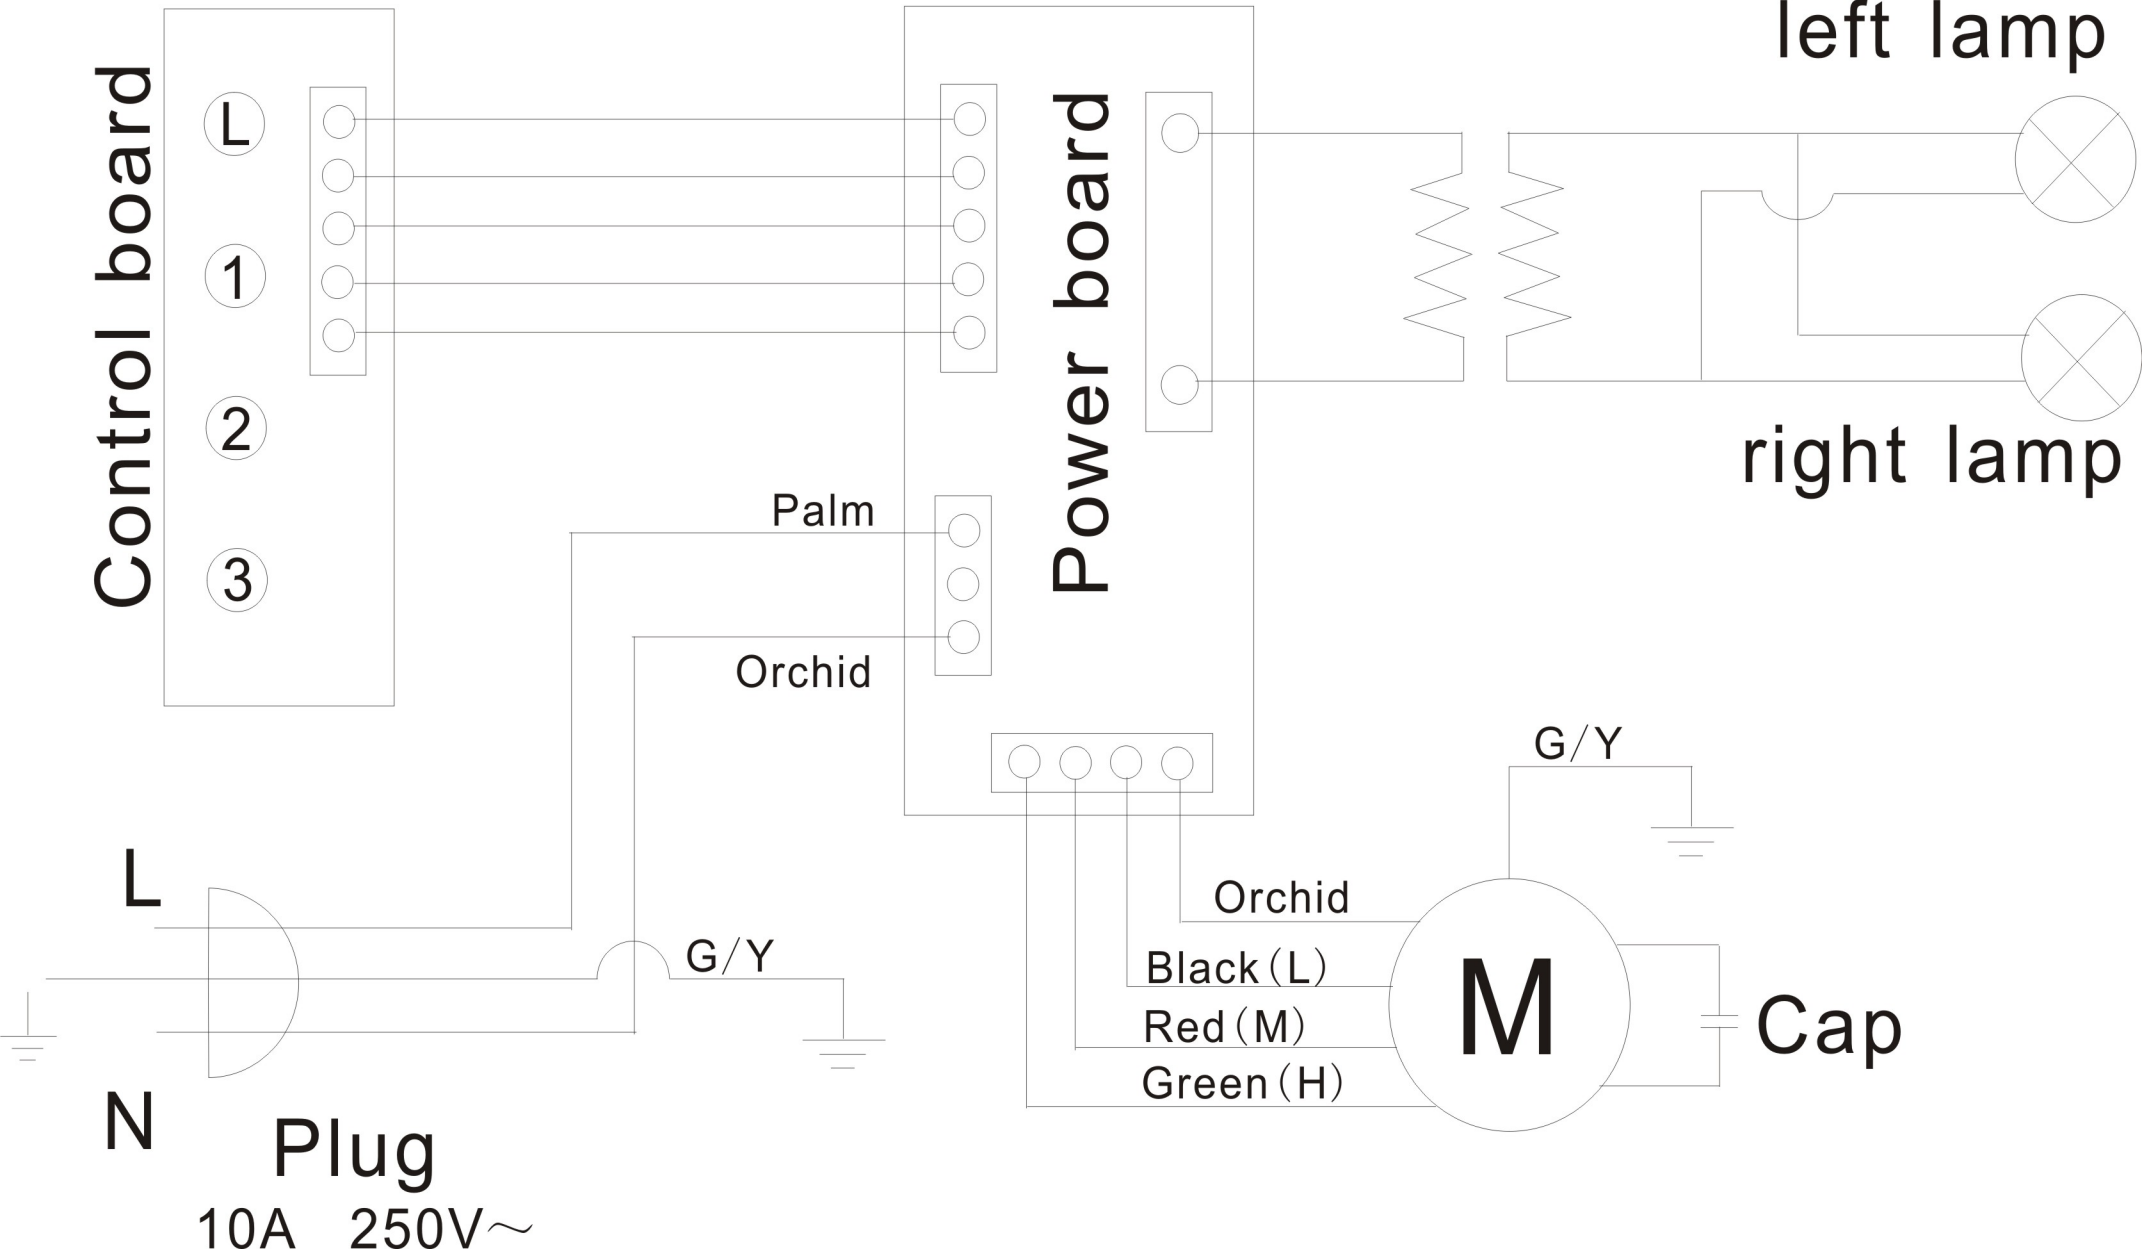 left lamp
Control board
L
1
2
3
Power board
right lamp
Palm
Orchid
G/Y
L
G/Y
Orchid
Black(L)
Red(M)
Green(H)
M
Cap
N
Plug
10A 250V~